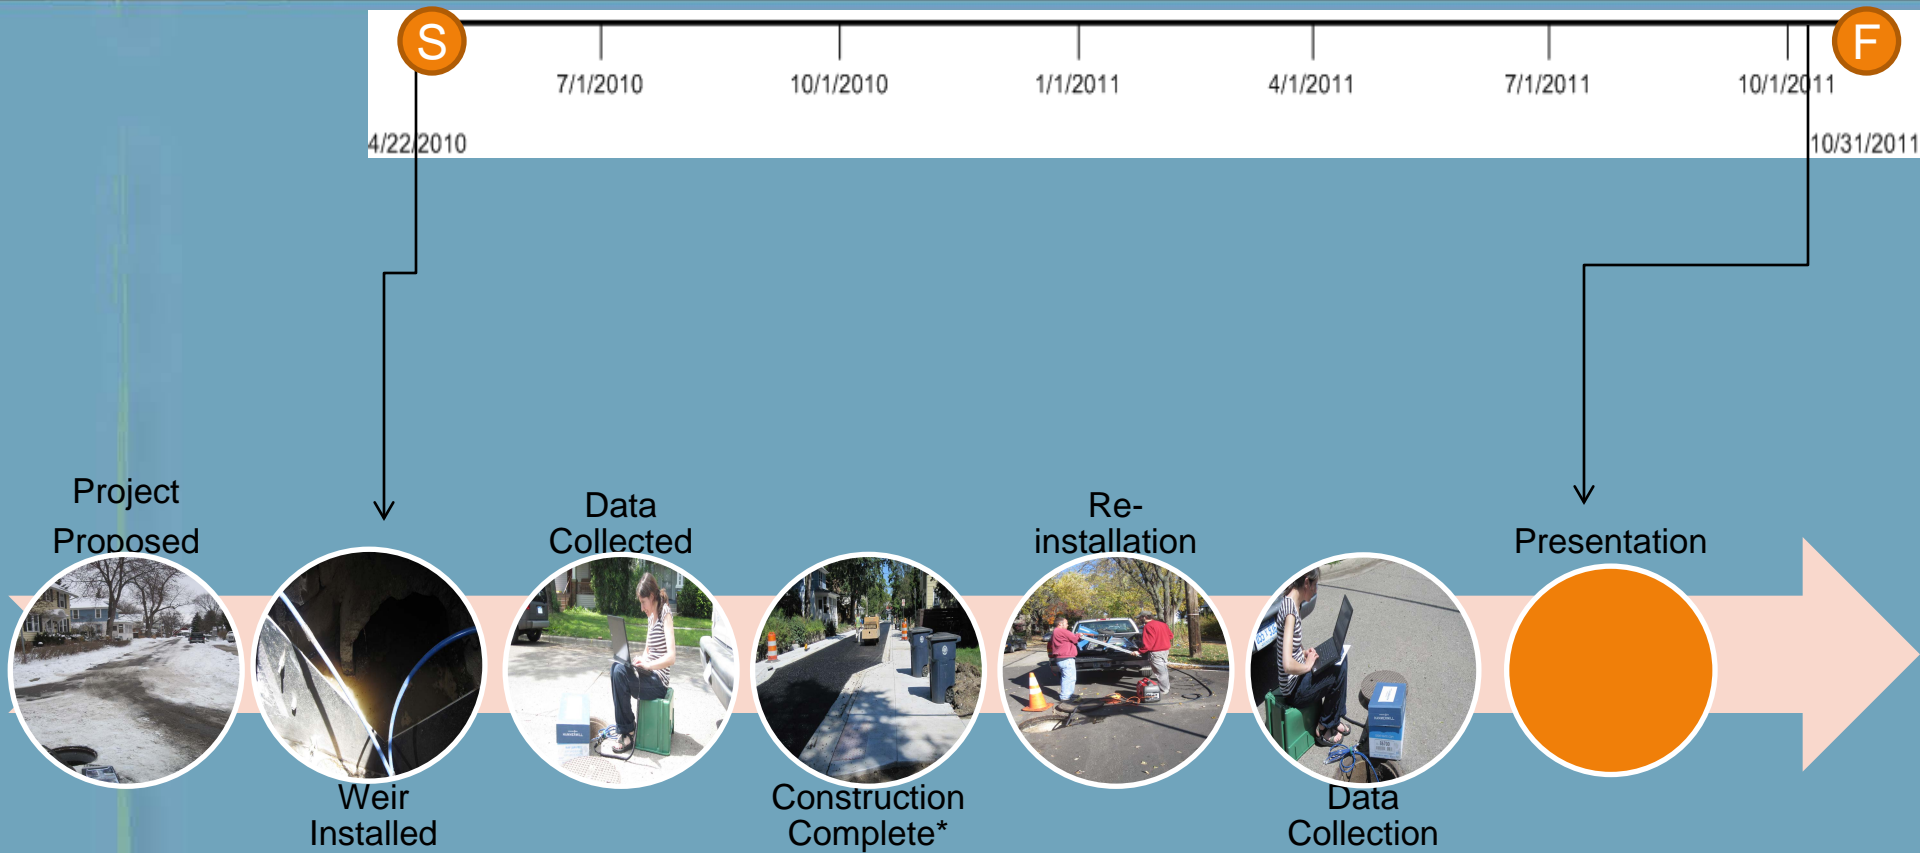 S
F
7/1/2010
10/1/2010
1/1/2011
4/1/2011
7/1/2011
10/1/2011
4/22/2010
10/31/2011
Project
Proposed
Data
Collected
Re-
installation
Presentation
Weir
Installed
Construction
Complete*
Data
Collection